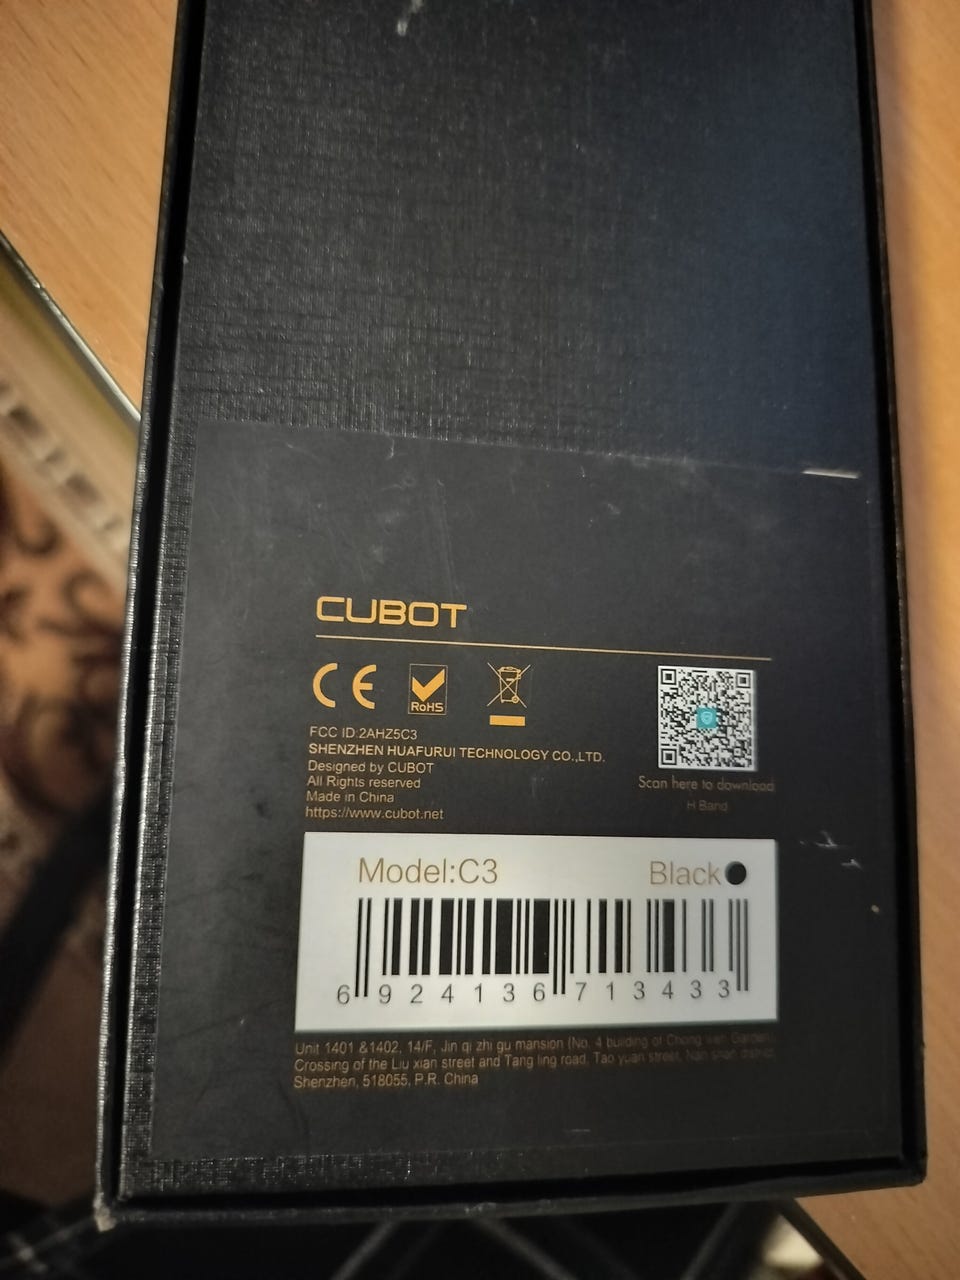 CUBOT
CE
RoHS
FCC ID:2AHZ5C3
SHENZHEN HUAFURUI TECHNOLOGY CO.,LTD.
Designed by CUBOT
All Rights reserved
Made in China
https://www.cubot.net
Scan here to download
H Band
Model:C3 Black
6 924136 713433
Unit 1401 &1402, 14/F, Jin qi zhi gu mansion (No. 4 building of Chong wen Garden),
Crossing of the Liu xian street and Tang ling road, Tao yuan street, Nan shan district,
Shenzhen, 518055, P.R. China